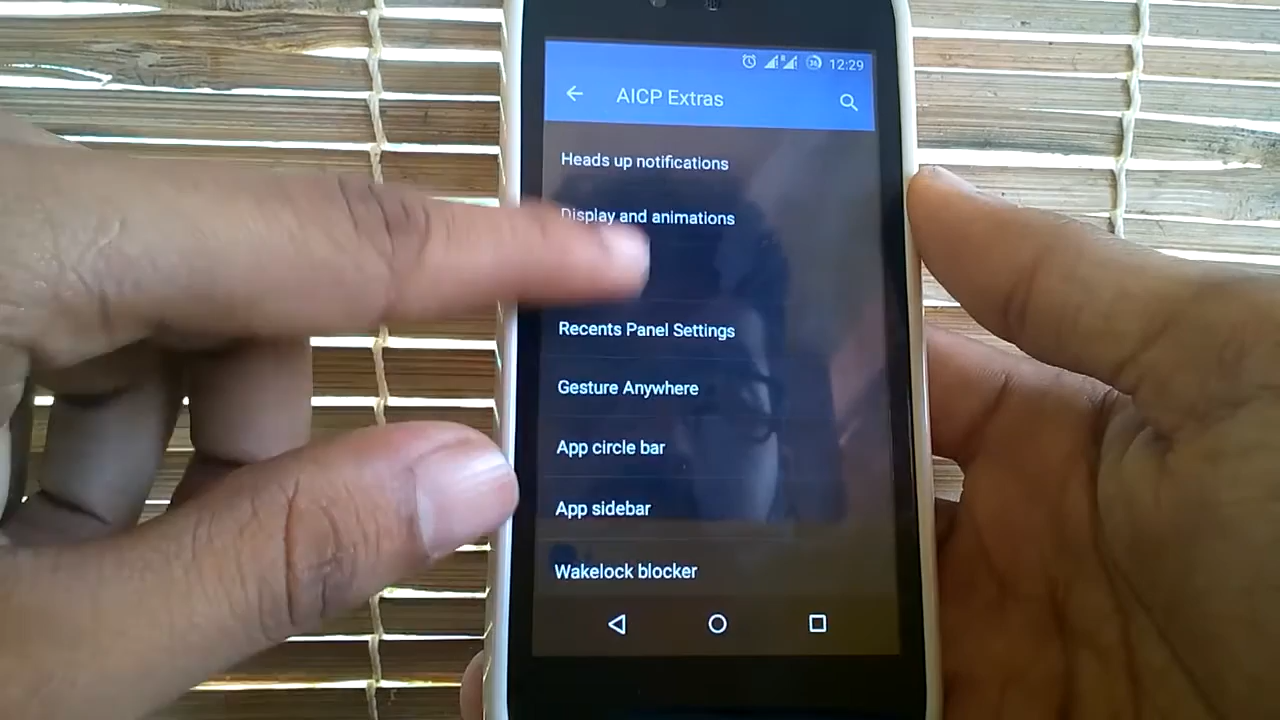 12:29
AICP Extras
Heads up notifications
Display and animations
Recents Panel Settings
Gesture Anywhere
App circle bar
App sidebar
Wakelock blocker